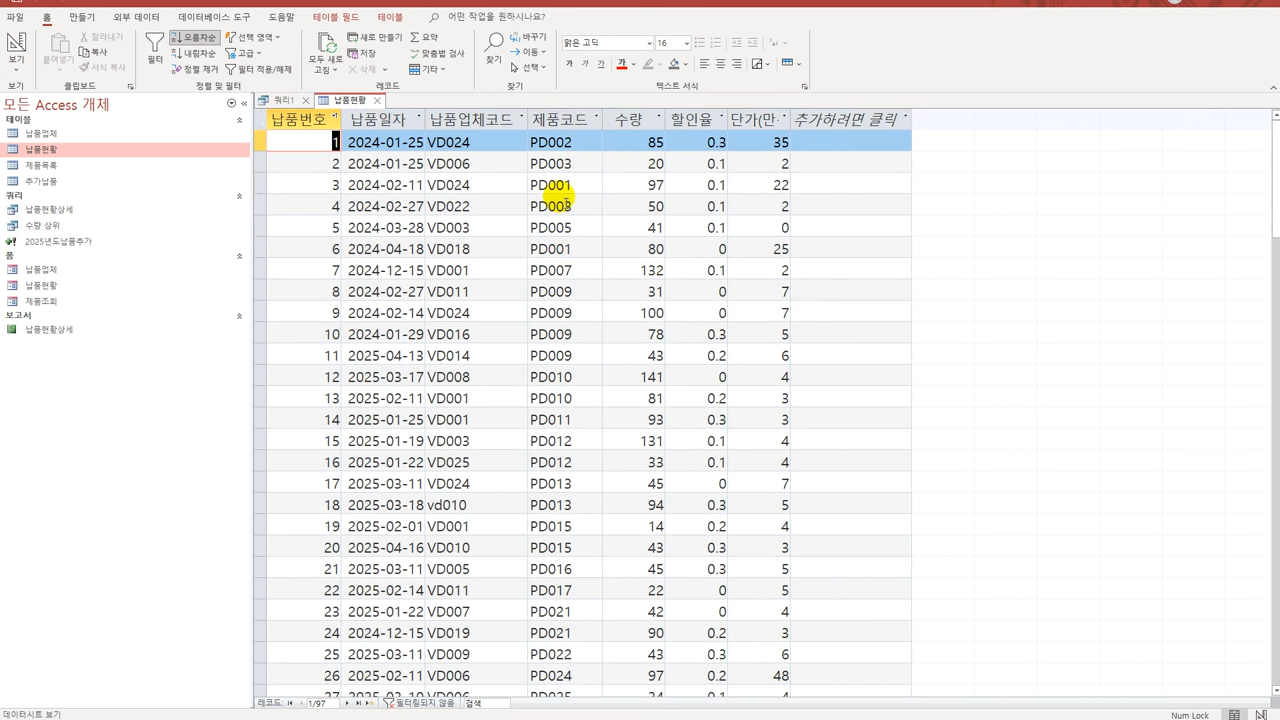 파일 홈 만들기 외부 데이터 데이터베이스 도구 도움말 테이블 필드 테이블 어떤 작업을 원하시나요?
잘라내기 오름차순 선택 영역 새로 만들기 요약 바꾸기 맑은 고딕 16
복사 내림차순 고급 저장 맞춤법 검사 이동
보기 붙여넣기 서식 복사 필터 정렬 제거 필터 적용/해제 모두 새로 고침 삭제 기타 찾기 선택 가 가 가 가
보기 클립보드 정렬 및 필터 레코드 찾기 텍스트 서식
모든 Access 개체
테이블
납품업체
납품현황
제품목록
추가납품
쿼리
납품현황상세
수량 상위
2025년도납품추가
폼
납품업체
납품현황
제품조회
보고서
납품현황상세
쿼리1 납품현황
납품번호 납품일자 납품업체코드 제품코드 수량 할인율 단가(만 추가하려면 클릭
1 2024-01-25 VD024 PD002 85 0.3 35
2 2024-01-25 VD006 PD003 20 0.1 2
3 2024-02-11 VD024 PD001 97 0.1 22
4 2024-02-27 VD022 PD003 50 0.1 2
5 2024-03-28 VD003 PD005 41 0.1 0
6 2024-04-18 VD018 PD001 80 0 25
7 2024-12-15 VD001 PD007 132 0.1 2
8 2024-02-27 VD011 PD009 31 0 7
9 2024-02-14 VD024 PD009 100 0 7
10 2024-01-29 VD016 PD009 78 0.3 5
11 2025-04-13 VD014 PD009 43 0.2 6
12 2025-03-17 VD008 PD010 141 0 4
13 2025-02-11 VD001 PD010 81 0.2 3
14 2025-01-25 VD001 PD011 93 0.3 3
15 2025-01-19 VD003 PD012 131 0.1 4
16 2025-01-22 VD025 PD012 33 0.1 4
17 2025-03-11 VD024 PD013 45 0 7
18 2025-03-18 vd010 PD013 94 0.3 5
19 2025-02-01 VD001 PD015 14 0.2 4
20 2025-04-16 VD010 PD015 43 0.3 3
21 2025-03-11 VD005 PD016 45 0.3 5
22 2025-02-14 VD011 PD017 22 0 5
23 2025-01-22 VD007 PD021 42 0 4
24 2024-12-15 VD019 PD021 90 0.2 3
25 2025-02-11 VD009 PD022 43 0.3 6
26 2025-02-11 VD006 PD024 97 0.2 48
레코드: 1/97 필터링되지 않음 검색
데이터시트 보기 Num Lock